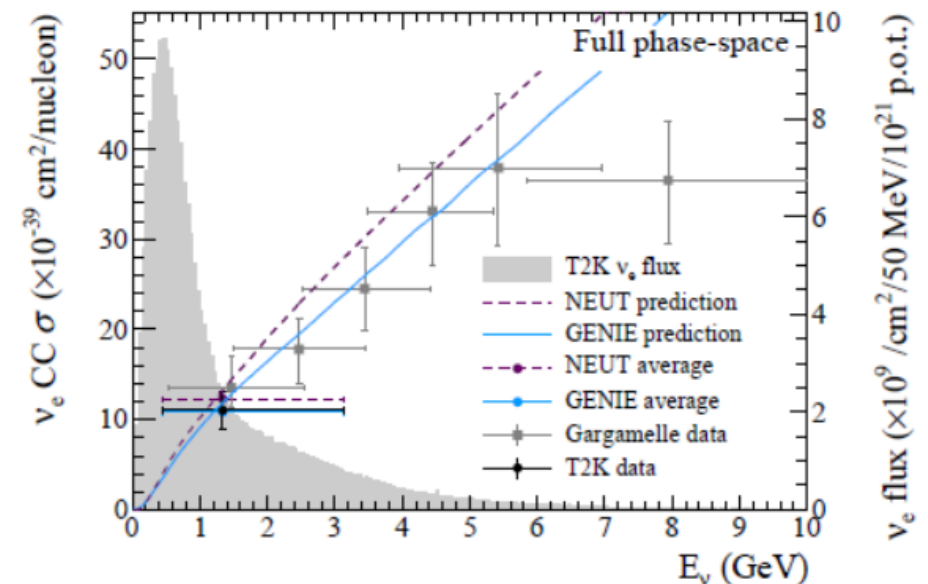 Full phase-space
νe CC σ (×10⁻³⁹ cm²/nucleon)
50
40
30
20
10
0
10
8
6
4
2
0
νe flux (×10⁹ /cm²/50 MeV/10²¹ p.o.t.)
T2K νe flux
NEUT prediction
GENIE prediction
NEUT average
GENIE average
Gargamelle data
T2K data
0 1 2 3 4 5 6 7 8 9 10
Eν (GeV)